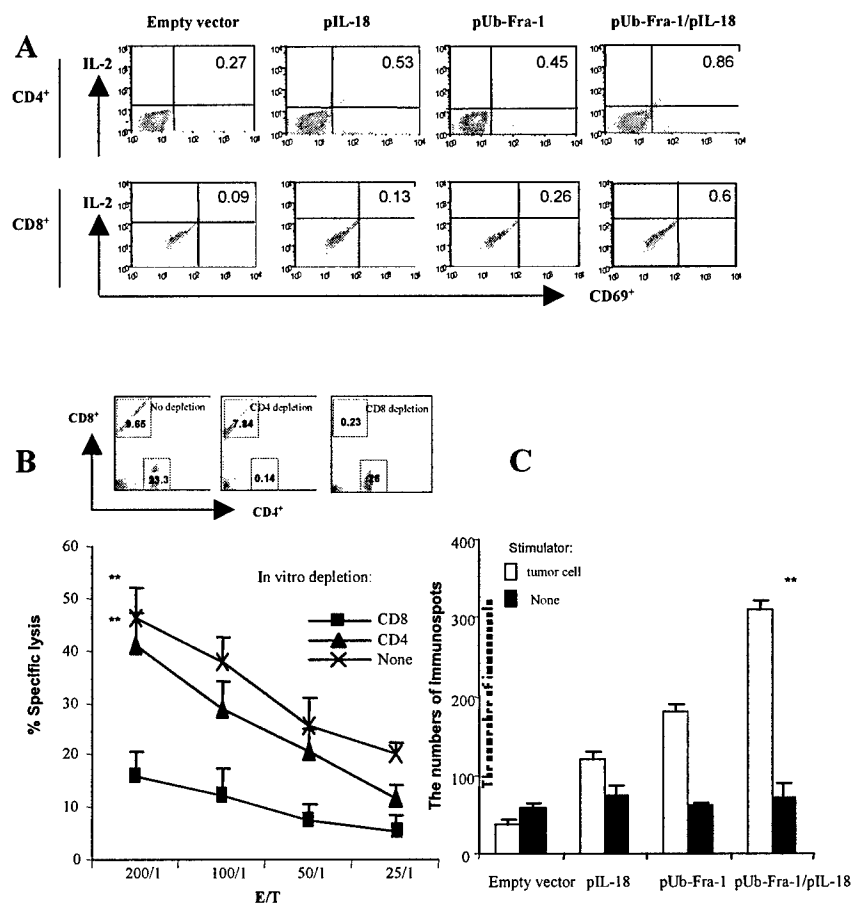 Empty vector pIL-18 pUb-Fra-1 pUb-Fra-1/pIL-18
A
IL-2
CD4+
0.27 0.53 0.45 0.86
IL-2
CD8+
0.09 0.13 0.26 0.6
CD69+
B
CD8+
No depletion CD4 depletion CD8 depletion
9.65 7.84 0.23
0.14
CD4+
C
60
50
40
30
20
10
0
% Specific lysis
**
**
In vitro depletion:
CD8
CD4
None
200/1 100/1 50/1 25/1
E/T
400
300
200
100
0
The numbers of immunospots
Stimulator:
tumor cell
None
**
Empty vector pIL-18 pUb-Fra-1 pUb-Fra-1/pIL-18